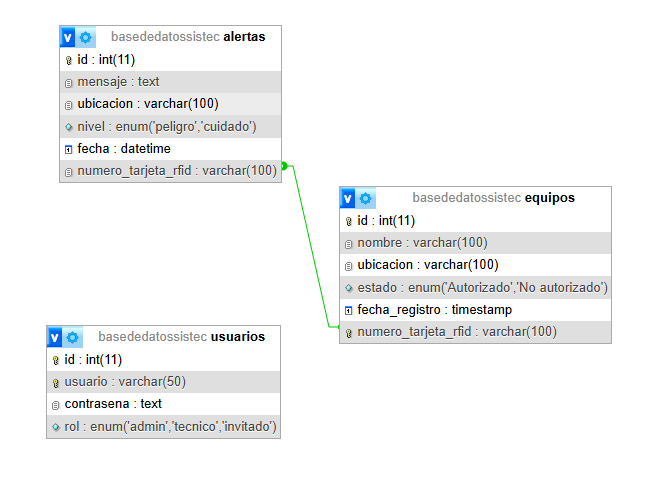 v basededatossistec alertas
id : int(11)
mensaje : text
ubicacion : varchar(100)
nivel : enum('peligro','cuidado')
fecha : datetime
numero_tarjeta_rfid : varchar(100)
v basededatossistec equipos
id : int(11)
nombre : varchar(100)
ubicacion : varchar(100)
estado : enum('Autorizado','No autorizado')
fecha_registro : timestamp
numero_tarjeta_rfid : varchar(100)
v basededatossistec usuarios
id : int(11)
usuario : varchar(50)
contrasena : text
rol : enum('admin','tecnico','invitado')